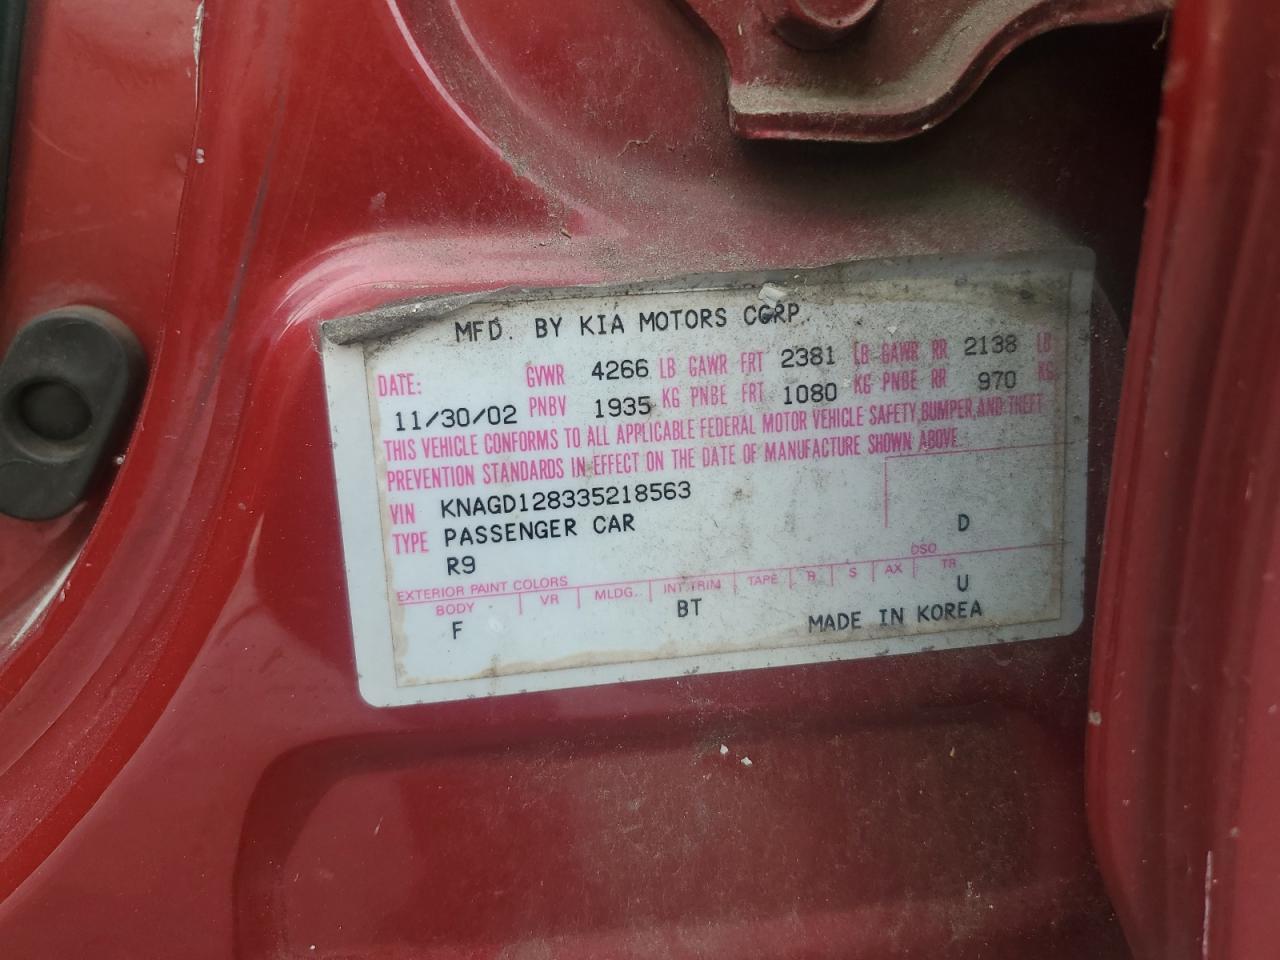 MFD. BY KIA MOTORS CORP.
DATE: GVWR 4266 LB GAWR FRT 2381 LB GAWR RR 2138 LB
11/30/02 PNBV 1935 KG PNBE FRT 1080 KG PNBE RR 970 KG
THIS VEHICLE CONFORMS TO ALL APPLICABLE FEDERAL MOTOR VEHICLE SAFETY, BUMPER, AND THEFT
PREVENTION STANDARDS IN EFFECT ON THE DATE OF MANUFACTURE SHOWN ABOVE.
VIN KNAGD128335218563
TYPE PASSENGER CAR
D
R9
DSO
EXTERIOR PAINT COLORS
BODY VR MLDG. INT TRIM TAPE R S AX TR
F BT U
MADE IN KOREA